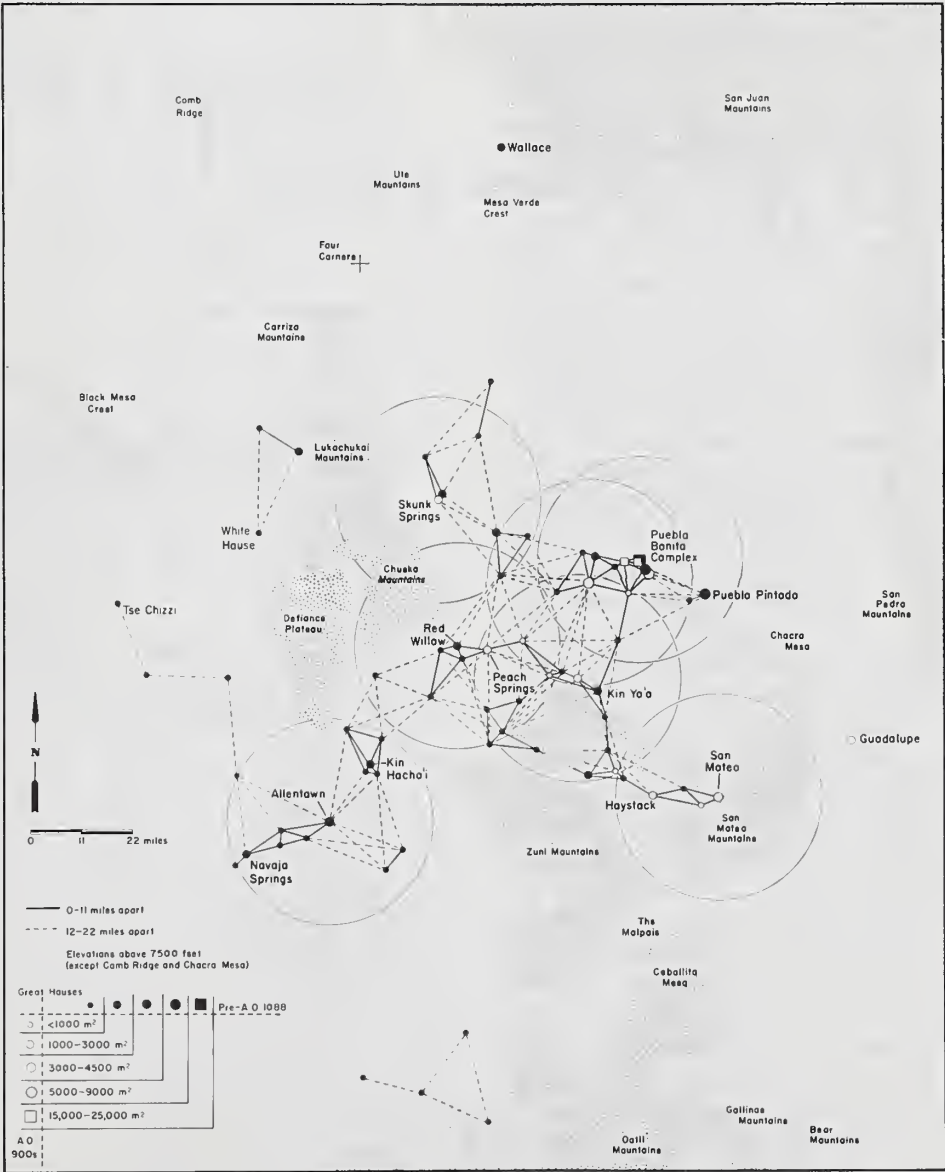 Comb
Ridge
San Juan
Mountains
Wallace
Ute
Mountains
Mesa Verde
Crest
Four
Corners
Carrizo
Mountains
Black Mesa
Crest
Lukachukai
Mountains
Skunk
Springs
White
House
Pueblo
Bonito
Complex
Chuska
Mountains
Tse Chizzi
Defiance
Plateau
Pueblo Pintado
San
Pedro
Mountains
Red
Willow
Chacra
Mesa
Peach
Springs
Kin Ya'a
Guadalupe
San
Mateo
Kin
Hocho'i
Allentown
Haystack
San
Mateo
Mountains
N
0 11 22 miles
Zuni Mountains
Navajo
Springs
0-11 miles apart
12-22 miles apart
Elevations above 7500 feet
(except Comb Ridge and Chacra Mesa)
The
Malpais
Cebollita
Mesa
Great Houses
Pre-A.D. 1088
<1000 m²
1000-3000 m²
3000-4500 m²
5000-9000 m²
15,000-25,000 m²
A.D.
900s
Gallinas
Mountains
Bear
Mountains
Datil
Mountains